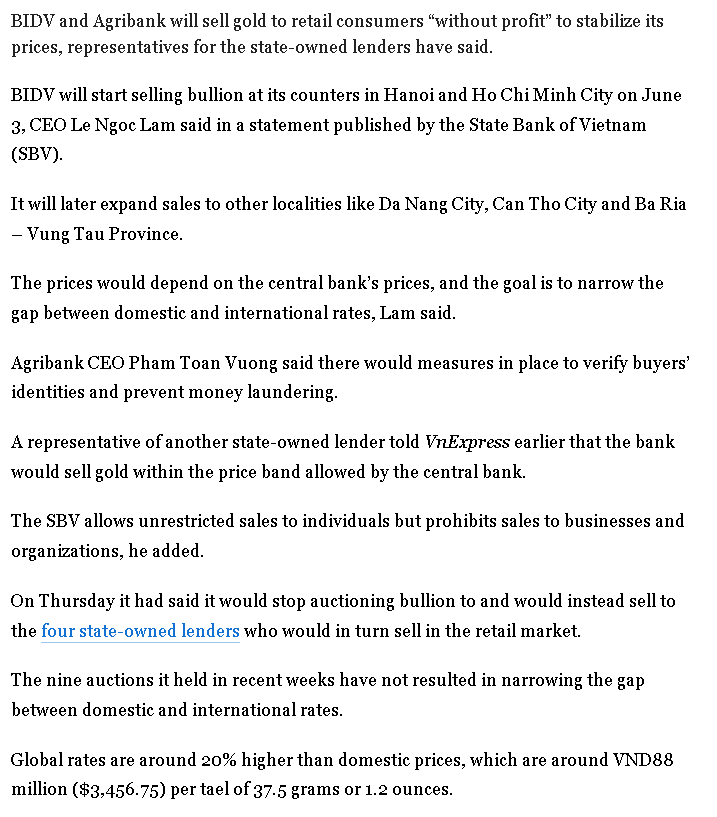 BIDV and Agribank will sell gold to retail consumers “without profit” to stabilize its
prices, representatives for the state-owned lenders have said.
BIDV will start selling bullion at its counters in Hanoi and Ho Chi Minh City on June
3, CEO Le Ngoc Lam said in a statement published by the State Bank of Vietnam
(SBV).
It will later expand sales to other localities like Da Nang City, Can Tho City and Ba Ria
– Vung Tau Province.
The prices would depend on the central bank’s prices, and the goal is to narrow the
gap between domestic and international rates, Lam said.
Agribank CEO Pham Toan Vuong said there would measures in place to verify buyers’
identities and prevent money laundering.
A representative of another state-owned lender told VnExpress earlier that the bank
would sell gold within the price band allowed by the central bank.
The SBV allows unrestricted sales to individuals but prohibits sales to businesses and
organizations, he added.
On Thursday it had said it would stop auctioning bullion to and would instead sell to
the four state-owned lenders who would in turn sell in the retail market.
The nine auctions it held in recent weeks have not resulted in narrowing the gap
between domestic and international rates.
Global rates are around 20% higher than domestic prices, which are around VND88
million ($3,456.75) per tael of 37.5 grams or 1.2 ounces.